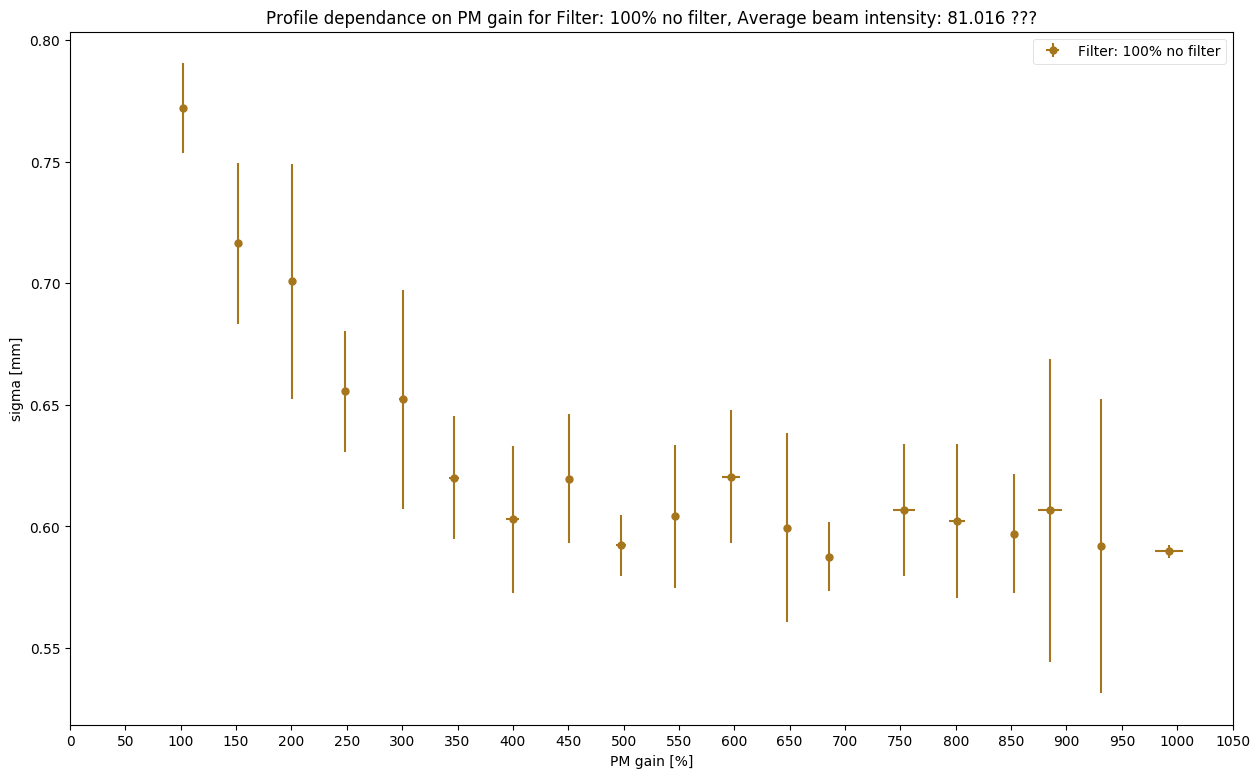 Profile dependance on PM gain for Filter: 100% no filter, Average beam intensity: 81.016 ???
Filter: 100% no filter
0.80
0.75
0.70
0.65
0.60
0.55
sigma [mm]
0 50 100 150 200 250 300 350 400 450 500 550 600 650 700 750 800 850 900 950 1000 1050
PM gain [%]